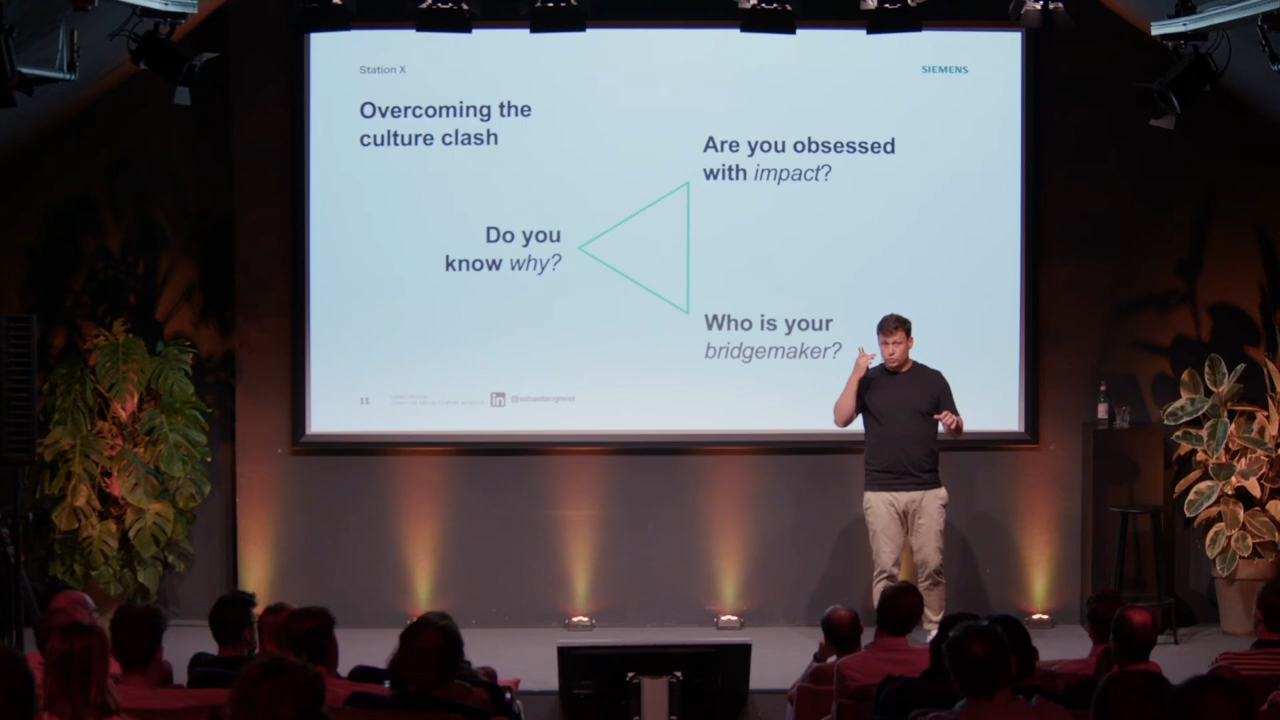 Station X
SIEMENS
Overcoming the
culture clash
Are you obsessed
with impact?
Do you
know why?
Who is your
bridgemaker?
11
in